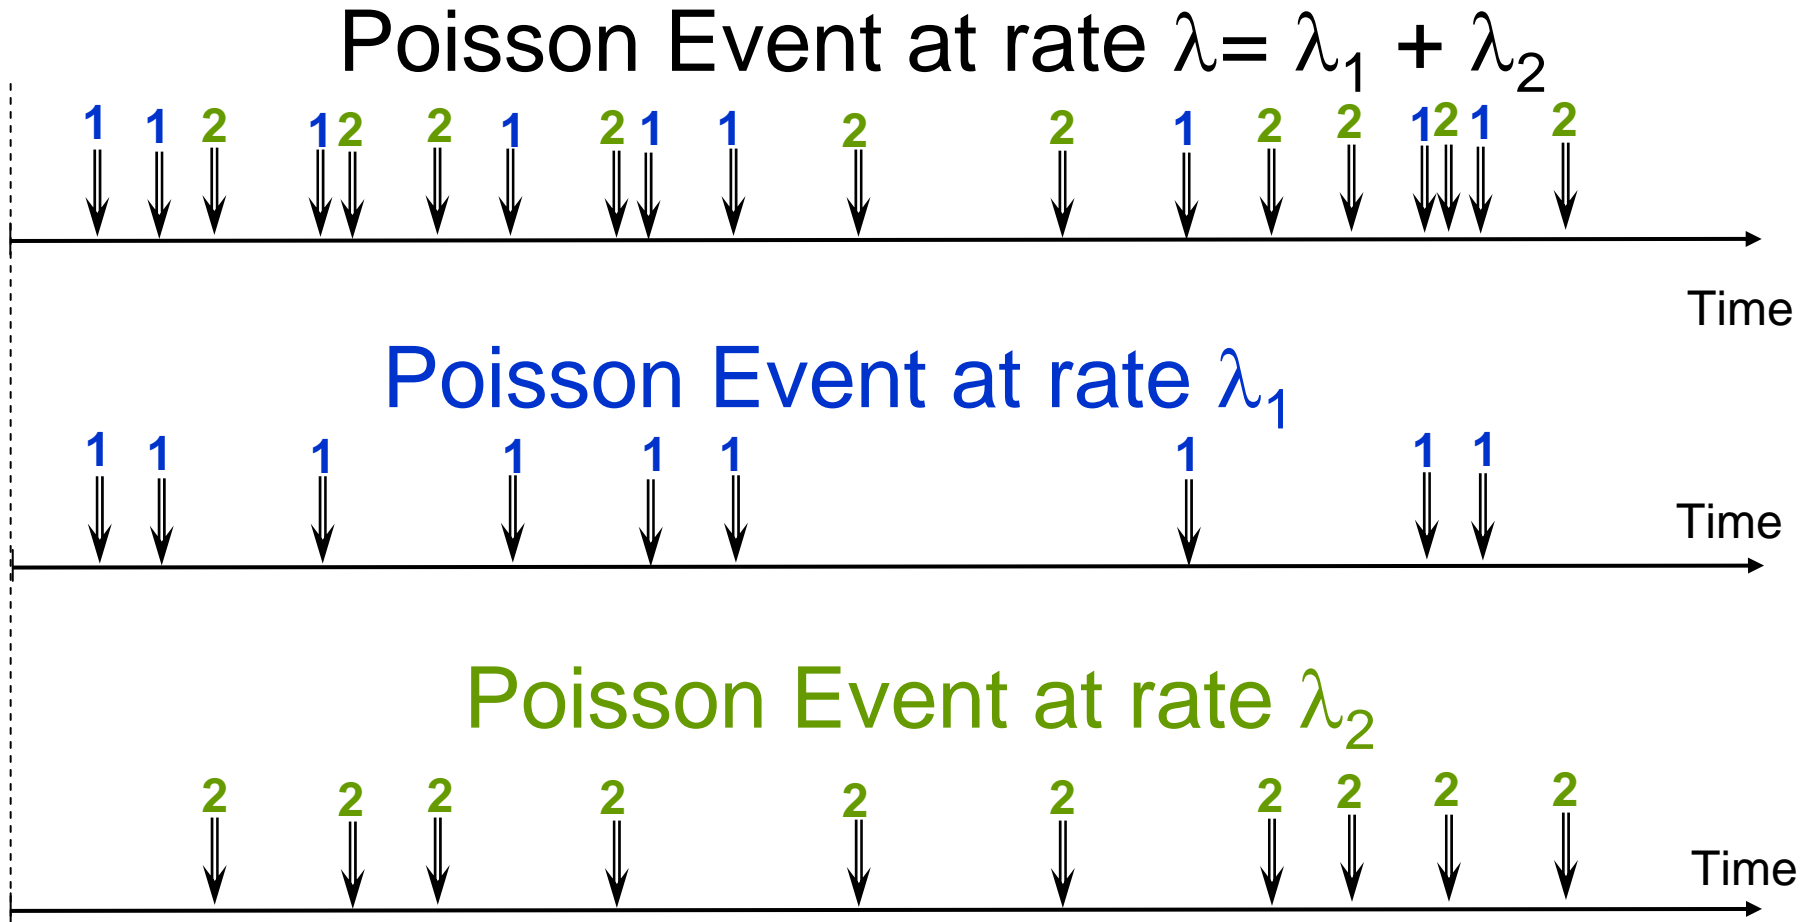 Poisson Event at rate λ= λ₁ + λ₂
1 1 2 1 2 2 1 2 1 1 2 2 1 2 2 1 2 1 2
Time
Poisson Event at rate λ₁
1 1 1 1 1 1 1 1 1
Time
Poisson Event at rate λ₂
2 2 2 2 2 2 2 2 2 2
Time